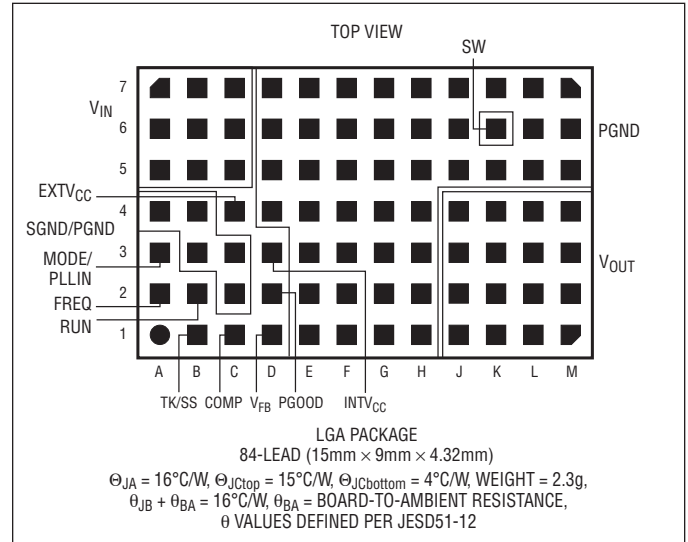 TOP VIEW
SW
7
VIN
6
PGND
5
EXTVCC
4
SGND/PGND
3
MODE/
PLLIN
VOUT
2
FREQ
RUN
1
A B C D E F G H J K L M
TK/SS COMP VFB PGOOD INTVCC
LGA PACKAGE
84-LEAD (15mm × 9mm × 4.32mm)
ΘJA = 16°C/W, ΘJCtop = 15°C/W, ΘJCbottom = 4°C/W, WEIGHT = 2.3g,
θJB + θBA = 16°C/W, θBA = BOARD-TO-AMBIENT RESISTANCE,
θ VALUES DEFINED PER JESD51-12